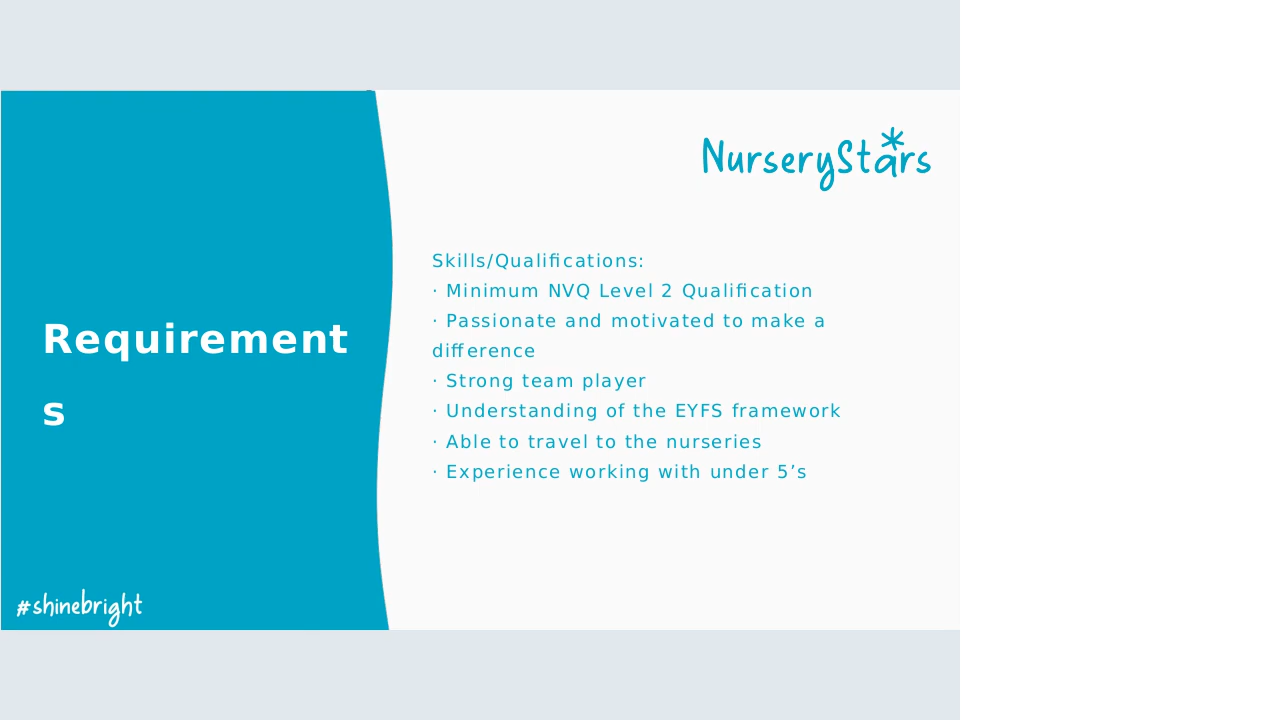 NurseryStars
Requirement
s
Skills/Qualifications:
· Minimum NVQ Level 2 Qualification
· Passionate and motivated to make a
difference
· Strong team player
· Understanding of the EYFS framework
· Able to travel to the nurseries
· Experience working with under 5’s
#shinebright